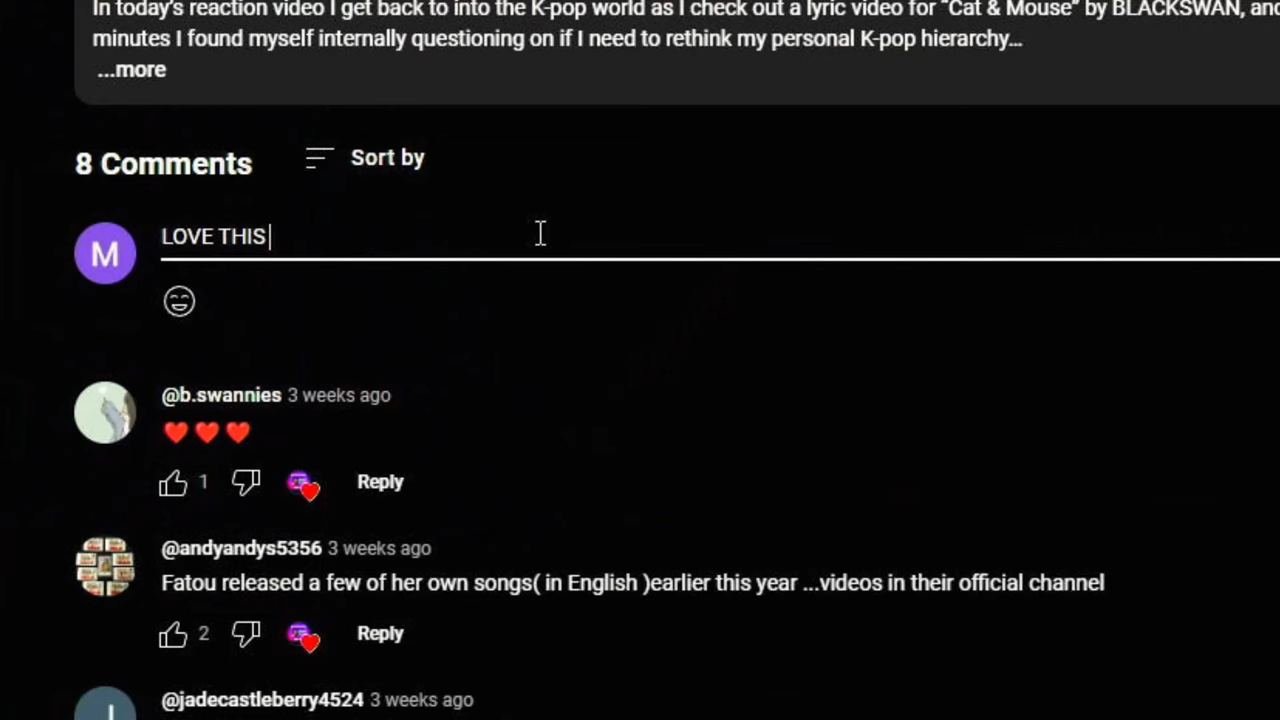 In today's reaction video I get back to into the K-pop world as I check out a lyric video for "Cat & Mouse" by BLACKSWAN, and
minutes I found myself internally questioning on if I need to rethink my personal K-pop hierarchy...
...more
8 Comments
Sort by
M
LOVE THIS
@b.swannies 3 weeks ago
❤️❤️❤️
1
Reply
@andyandys5356 3 weeks ago
Fatou released a few of her own songs( in English )earlier this year ...videos in their official channel
2
Reply
@jadecastleberry4524 3 weeks ago